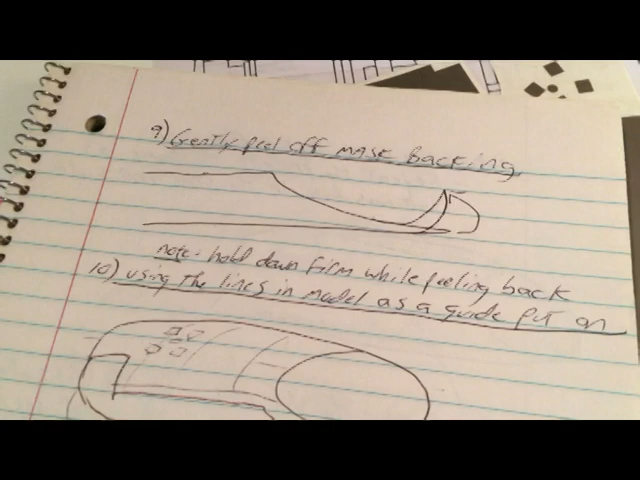 9) Gently peel off mask backing
note- hold down firm while peeling back
10) using the lines in model as a guide put on